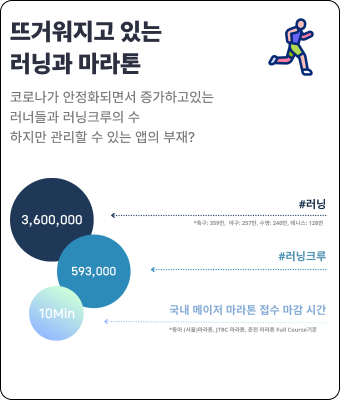 뜨거워지고 있는
러닝과 마라톤
코로나가 안정화되면서 증가하고있는
러너들과 러닝크루의 수
하지만 관리할 수 있는 앱의 부재?
3,600,000
#러닝
*축구: 359만, 야구: 257만, 수영: 240만, 테니스: 128만
593,000
#러닝크루
10Min
국내 메이저 마라톤 접수 마감 시간
*동아 (서울)마라톤, JTBC 마라톤, 춘천 마라톤 Full Course기준